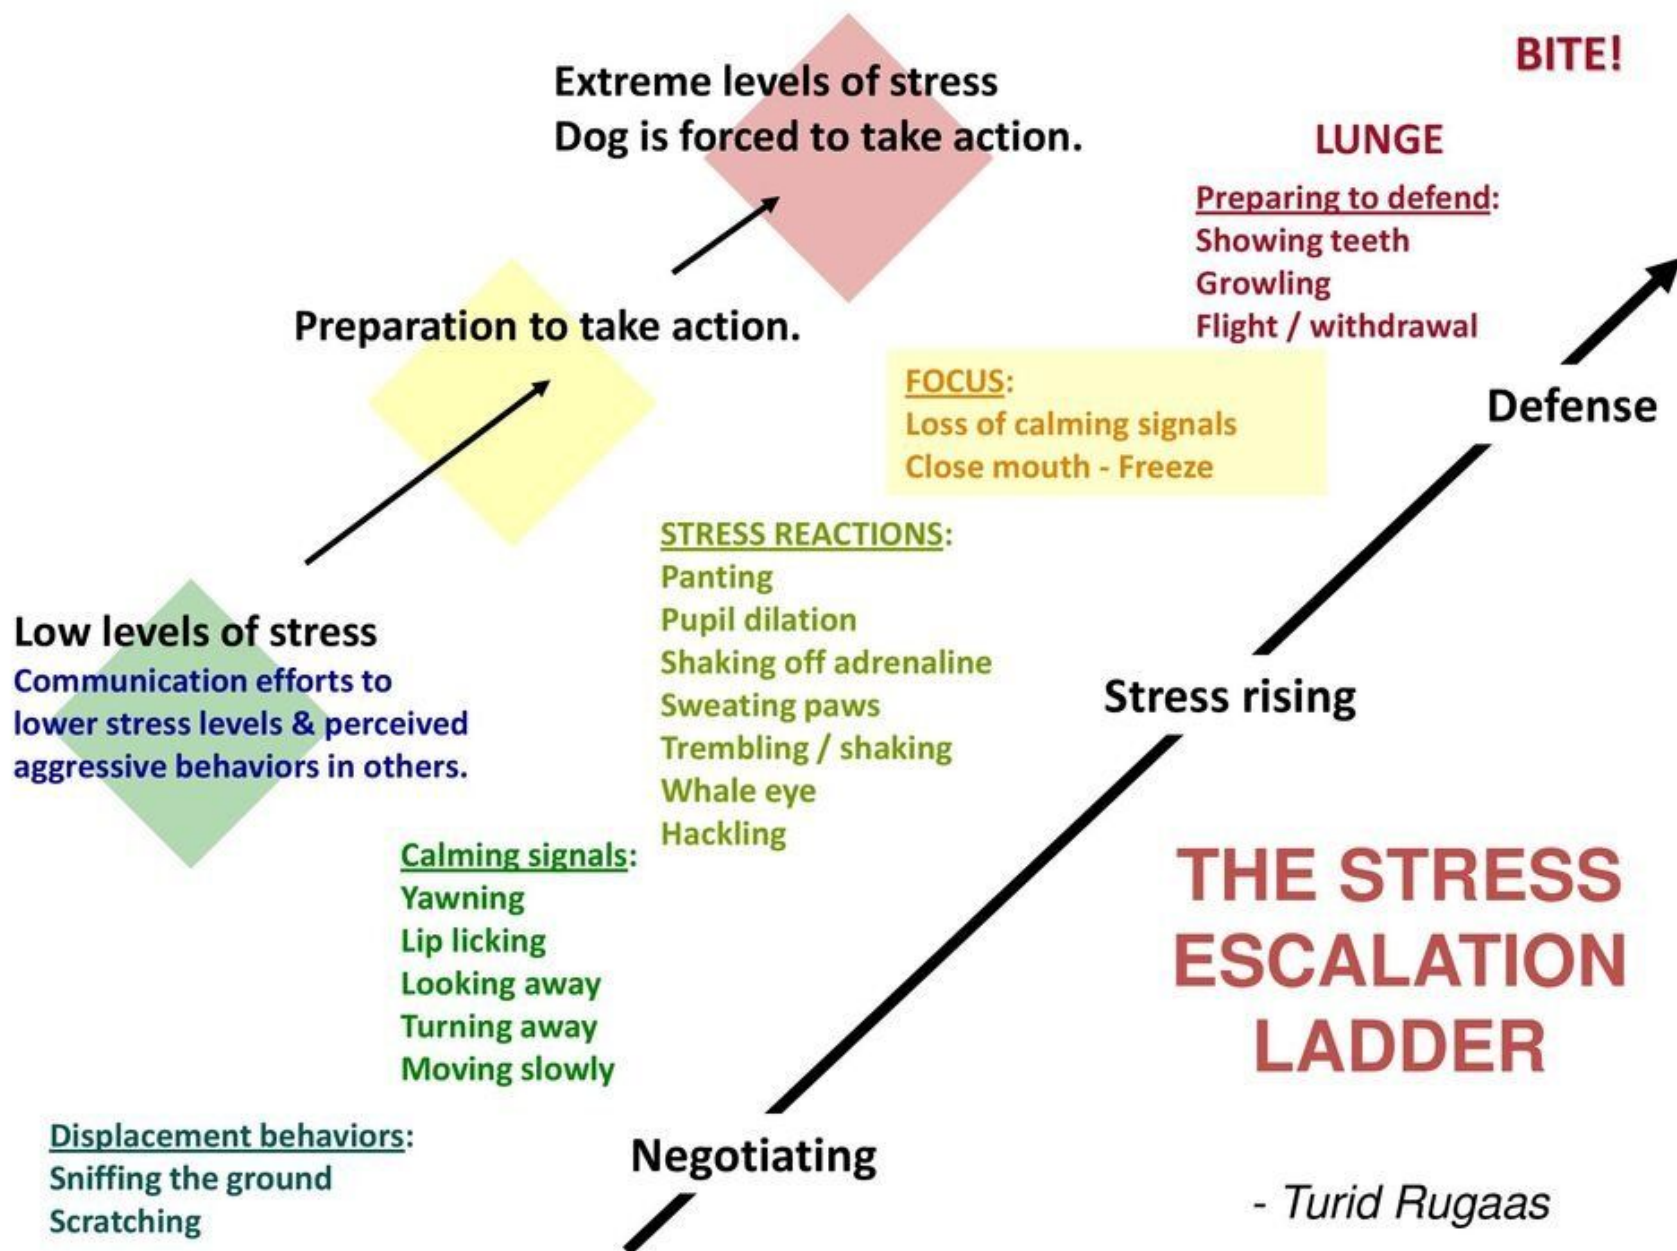 BITE!
Extreme levels of stress
Dog is forced to take action.
LUNGE
Preparing to defend:
Showing teeth
Growling
Flight / withdrawal
Preparation to take action.
FOCUS:
Loss of calming signals
Close mouth - Freeze
Defense
STRESS REACTIONS:
Panting
Pupil dilation
Shaking off adrenaline
Sweating paws
Trembling / shaking
Whale eye
Hackling
Low levels of stress
Communication efforts to
lower stress levels & perceived
aggressive behaviors in others.
Stress rising
Calming signals:
Yawning
Lip licking
Looking away
Turning away
Moving slowly
THE STRESS
ESCALATION
LADDER
Displacement behaviors:
Sniffing the ground
Scratching
Negotiating
- Turid Rugaas